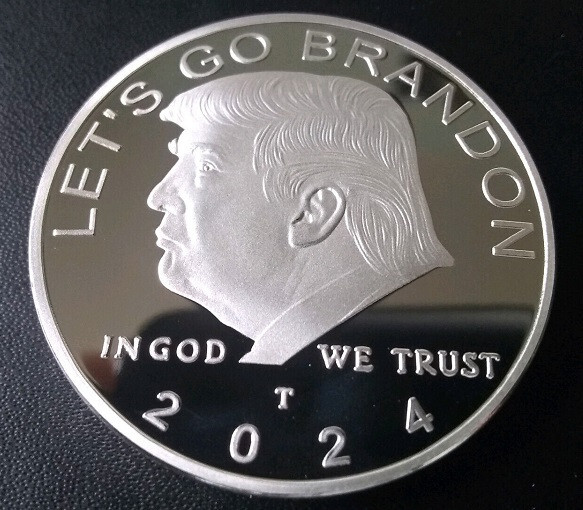 LET'S GO BRANDON
IN GOD WE TRUST
T
2024